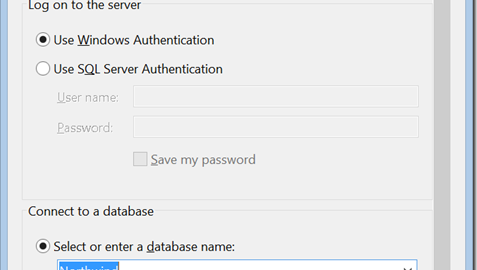 Log on to the server
Use Windows Authentication
Use SQL Server Authentication
User name:
Password:
Save my password
Connect to a database
Select or enter a database name:
Northwind